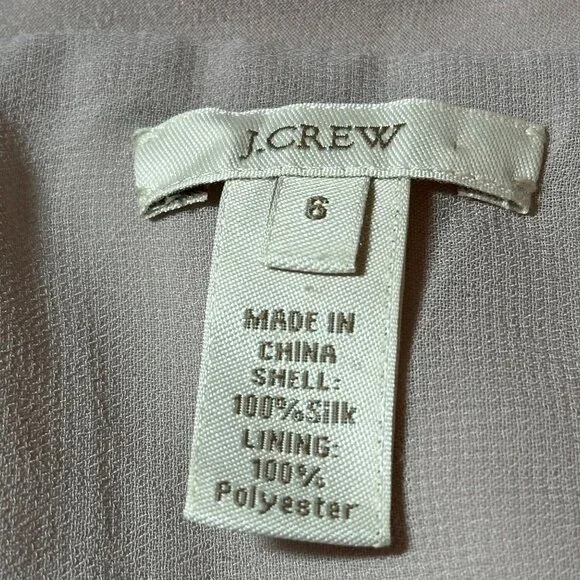 J.CREW
6
MADE IN
CHINA
SHELL:
100%Silk
LINING:
100%
Polyester